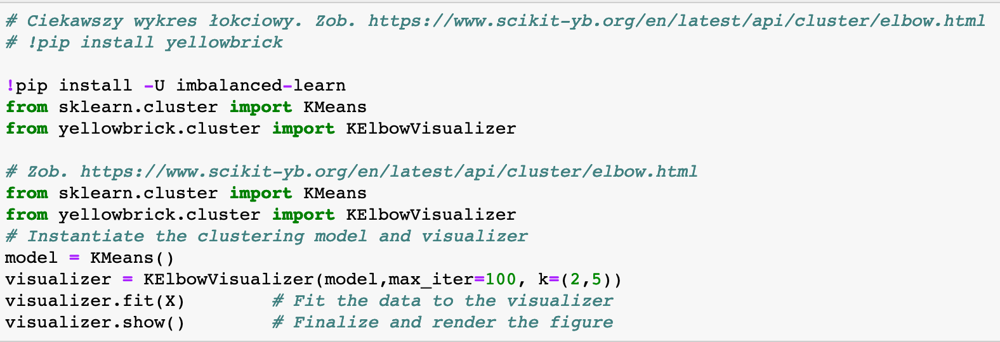 # Ciekawszy wykres łokciowy. Zob. https://www.scikit-yb.org/en/latest/api/cluster/elbow.html
# !pip install yellowbrick
!pip install -U imbalanced-learn
from sklearn.cluster import KMeans
from yellowbrick.cluster import KElbowVisualizer
# Zob. https://www.scikit-yb.org/en/latest/api/cluster/elbow.html
from sklearn.cluster import KMeans
from yellowbrick.cluster import KElbowVisualizer
# Instantiate the clustering model and visualizer
model = KMeans()
visualizer = KElbowVisualizer(model,max_iter=100, k=(2,5))
visualizer.fit(X)        # Fit the data to the visualizer
visualizer.show()        # Finalize and render the figure